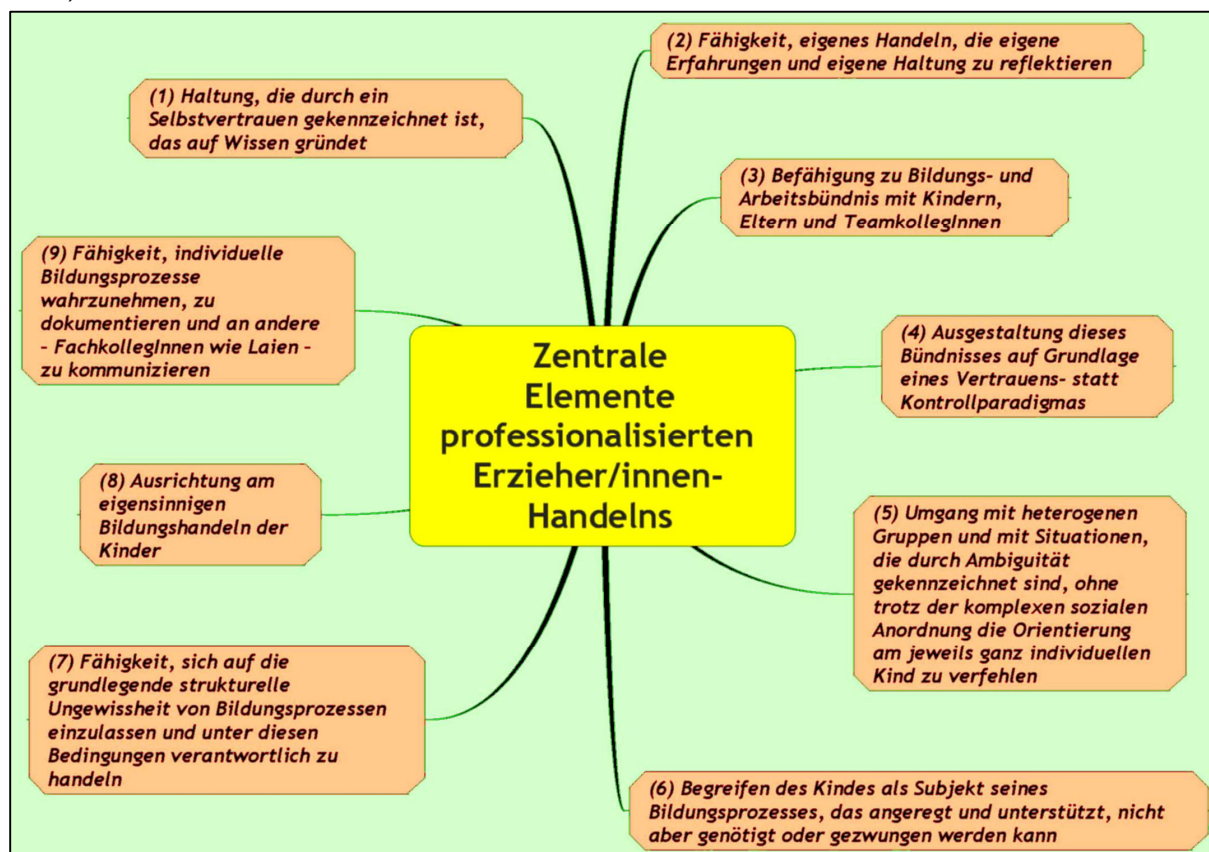 Zentrale
Elemente
professionalisierten
Erzieher/innen-
Handelns
(1) Haltung, die durch ein
Selbstvertrauen gekennzeichnet ist,
das auf Wissen gründet
(2) Fähigkeit, eigenes Handeln, die eigene
Erfahrungen und eigene Haltung zu reflektieren
(3) Befähigung zu Bildungs- und
Arbeitsbündnis mit Kindern,
Eltern und TeamkollegInnen
(4) Ausgestaltung dieses
Bündnisses auf Grundlage
eines Vertrauens- statt
Kontrollparadigmas
(5) Umgang mit heterogenen
Gruppen und mit Situationen,
die durch Ambiguität
gekennzeichnet sind, ohne
trotz der komplexen sozialen
Anordnung die Orientierung
am jeweils ganz individuellen
Kind zu verfehlen
(6) Begreifen des Kindes als Subjekt seines
Bildungsprozesses, das angeregt und unterstützt, nicht
aber genötigt oder gezwungen werden kann
(7) Fähigkeit, sich auf die
grundlegende strukturelle
Ungewissheit von Bildungsprozessen
einzulassen und unter diesen
Bedingungen verantwortlich zu
handeln
(8) Ausrichtung am
eigensinnigen
Bildungshandeln der
Kinder
(9) Fähigkeit, individuelle
Bildungsprozesse
wahrzunehmen, zu
dokumentieren und an andere
- FachkollegInnen wie Laien -
zu kommunizieren